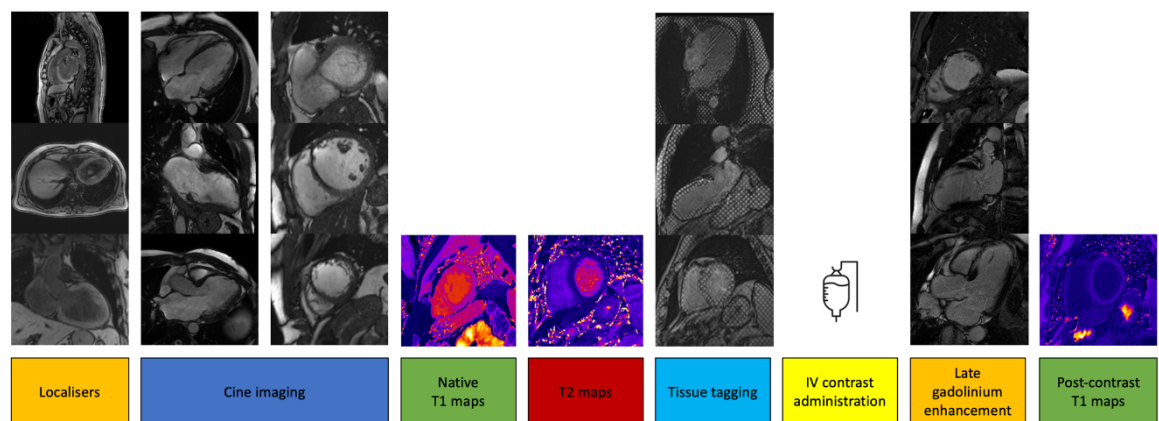 Localisers
Cine imaging
Native
T1 maps
T2 maps
Tissue tagging
IV contrast
administration
Late
gadolinium
enhancement
Post-contrast
T1 maps